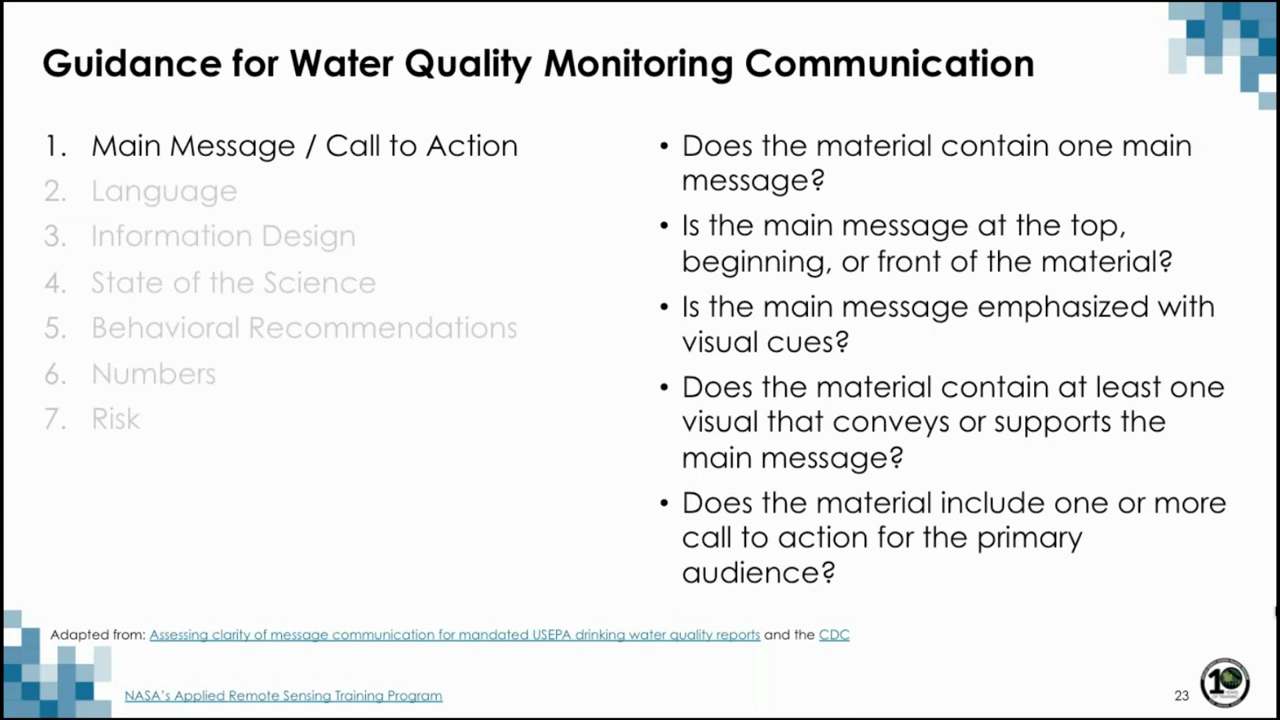 Guidance for Water Quality Monitoring Communication
1. Main Message / Call to Action
2. Language
3. Information Design
4. State of the Science
5. Behavioral Recommendations
6. Numbers
7. Risk
• Does the material contain one main
message?
• Is the main message at the top,
beginning, or front of the material?
• Is the main message emphasized with
visual cues?
• Does the material contain at least one
visual that conveys or supports the
main message?
• Does the material include one or more
call to action for the primary
audience?
Adapted from: Assessing clarity of message communication for mandated USEPA drinking water quality reports and the CDC
NASA's Applied Remote Sensing Training Program
23
10